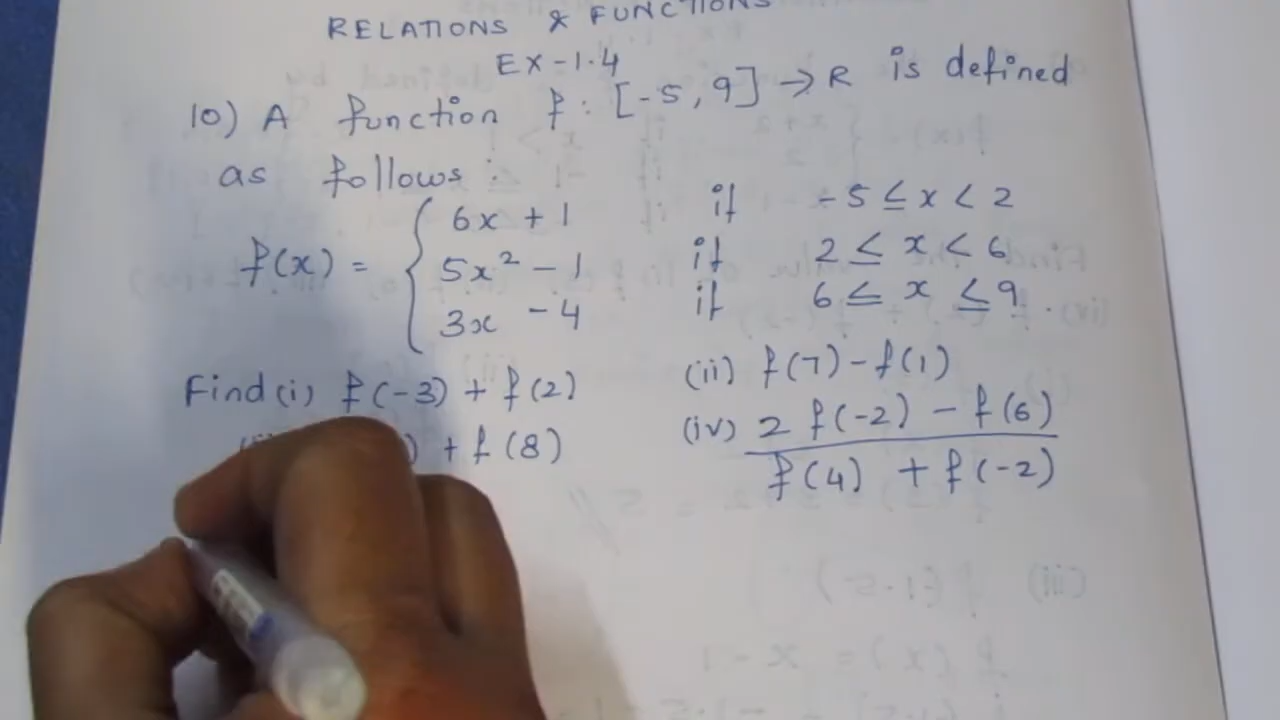 RELATIONS & FUNCTIONS
EX-1.4
10) A function f : [-5, 9] → R is defined
as follows :
f(x) = { 6x + 1 if -5 ≤ x < 2
5x² - 1 if 2 ≤ x < 6
3x - 4 if 6 ≤ x ≤ 9.
Find (i) f(-3) + f(2) (ii) f(7) - f(1)
) + f(8) (iv) 2 f(-2) - f(6)
f(4) + f(-2)